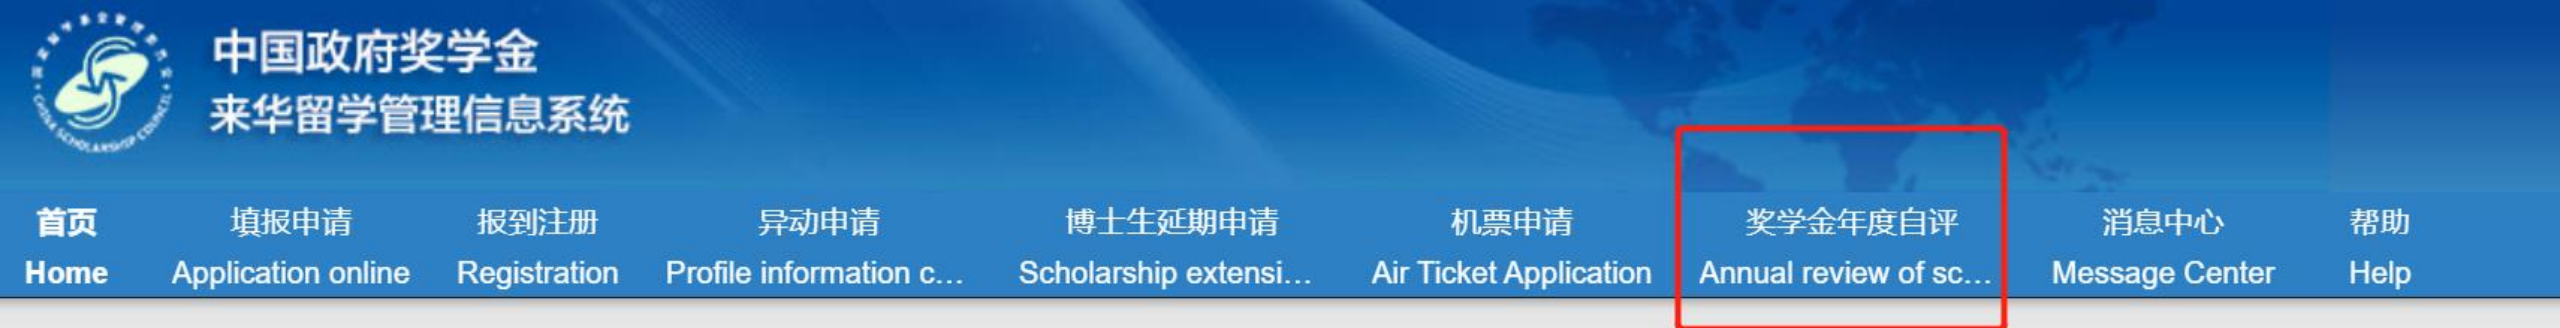 中国政府奖学金
来华留学管理信息系统
CHINA SCHOLARSHIP COUNCIL
首页 填报申请 报到注册 异动申请 博士生延期申请 机票申请 奖学金年度自评 消息中心 帮助
Home Application online Registration Profile information c... Scholarship extensi... Air Ticket Application Annual review of sc... Message Center Help